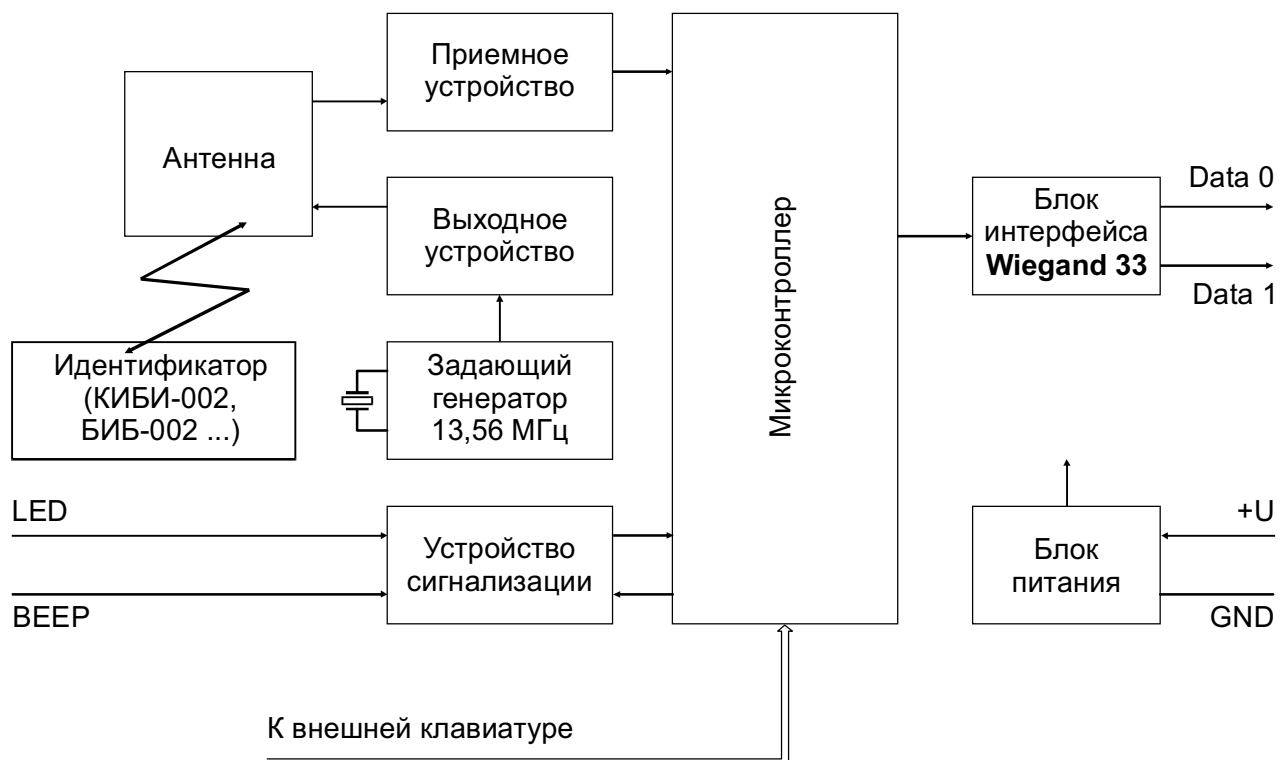 Приемное
устройство
Антенна
Выходное
устройство
Микроконтроллер
Блок
интерфейса
Wiegand 33
Data 0
Data 1
Идентификатор
(КИБИ-002,
БИБ-002 ...)
Задающий
генератор
13,56 МГц
LED
BEEP
Устройство
сигнализации
Блок
питания
+U
GND
К внешней клавиатуре